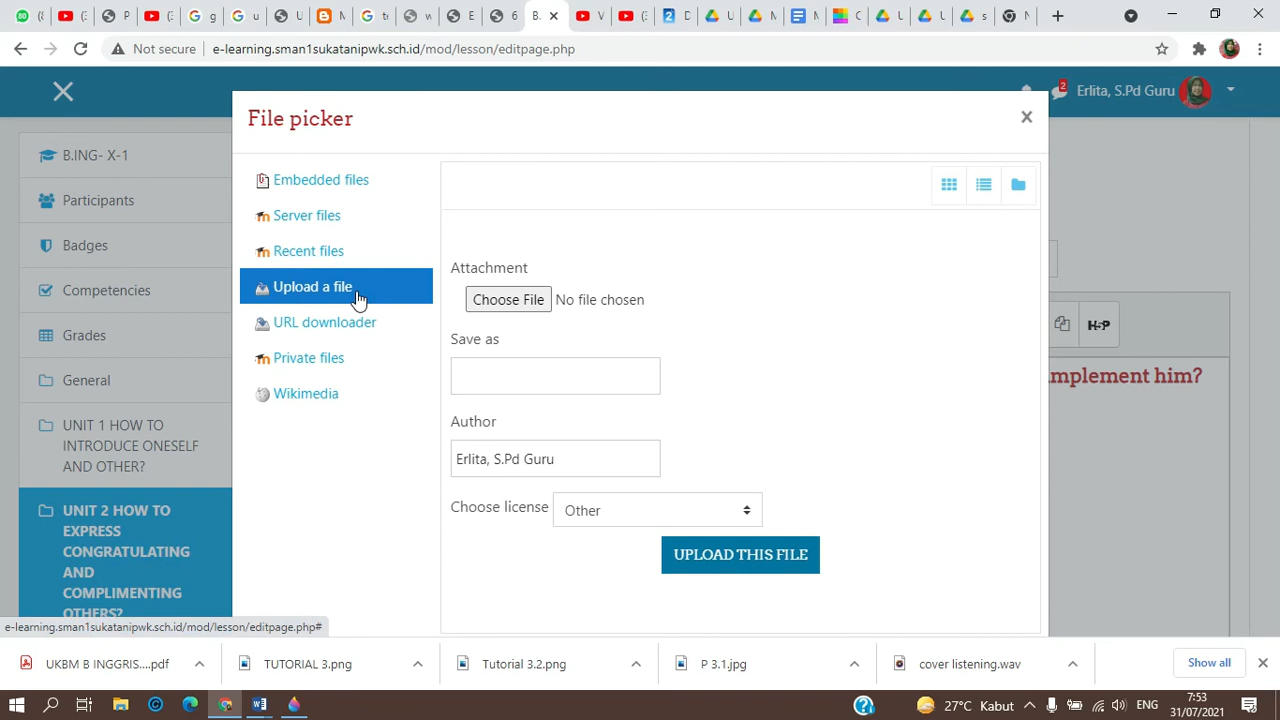 Not secure
e-learning.sman1sukatanipwk.sch.id/mod/lesson/editpage.php
2 Erlita, S.Pd Guru
File picker
B.ING- X-1
Participants
Badges
Competencies
Grades
General
UNIT 1 HOW TO
INTRODUCE ONESELF
AND OTHER?
UNIT 2 HOW TO
EXPRESS
CONGRATULATING
AND
COMPLIMENTING
OTHERS?
Embedded files
Server files
Recent files
Upload a file
URL downloader
Private files
Wikimedia
Attachment
Choose File No file chosen
Save as
Author
Erlita, S.Pd Guru
Choose license Other
UPLOAD THIS FILE
H-P
mplement him?
e-learning.sman1sukatanipwk.sch.id/mod/lesson/editpage.php#
UKBM B INGGRIS....pdf
TUTORIAL 3.png
Tutorial 3.2.png
P 3.1.jpg
cover listening.wav
Show all
27°C Kabut
ENG
7:53
31/07/2021